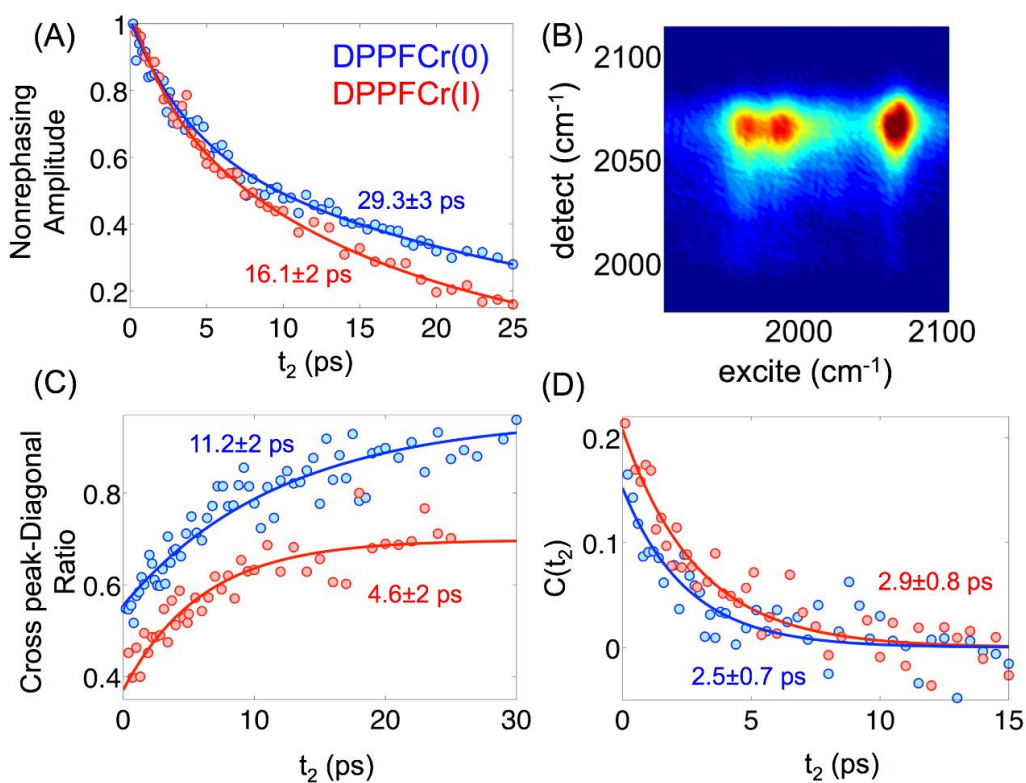 (A)
DPPFCr(0)
DPPFCr(I)
Nonrephasing
Amplitude
1
0.8
0.6
0.4
0.2
29.3±3 ps
16.1±2 ps
0 5 10 15 20 25
t2 (ps)
(B)
detect (cm-1)
2100
2050
2000
2000 2100
excite (cm-1)
(C)
Cross peak-Diagonal
Ratio
0.8
0.6
0.4
11.2±2 ps
4.6±2 ps
0 10 20 30
t2 (ps)
(D)
C(t2)
0.2
0.1
0
2.9±0.8 ps
2.5±0.7 ps
0 5 10 15
t2 (ps)